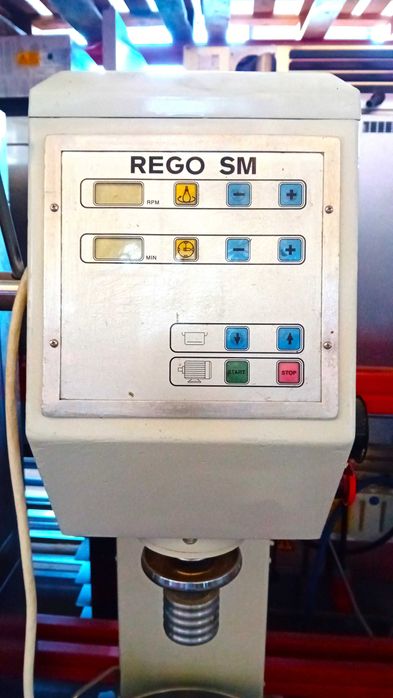 REGO SM
RPM - +
MIN - +
START STOP